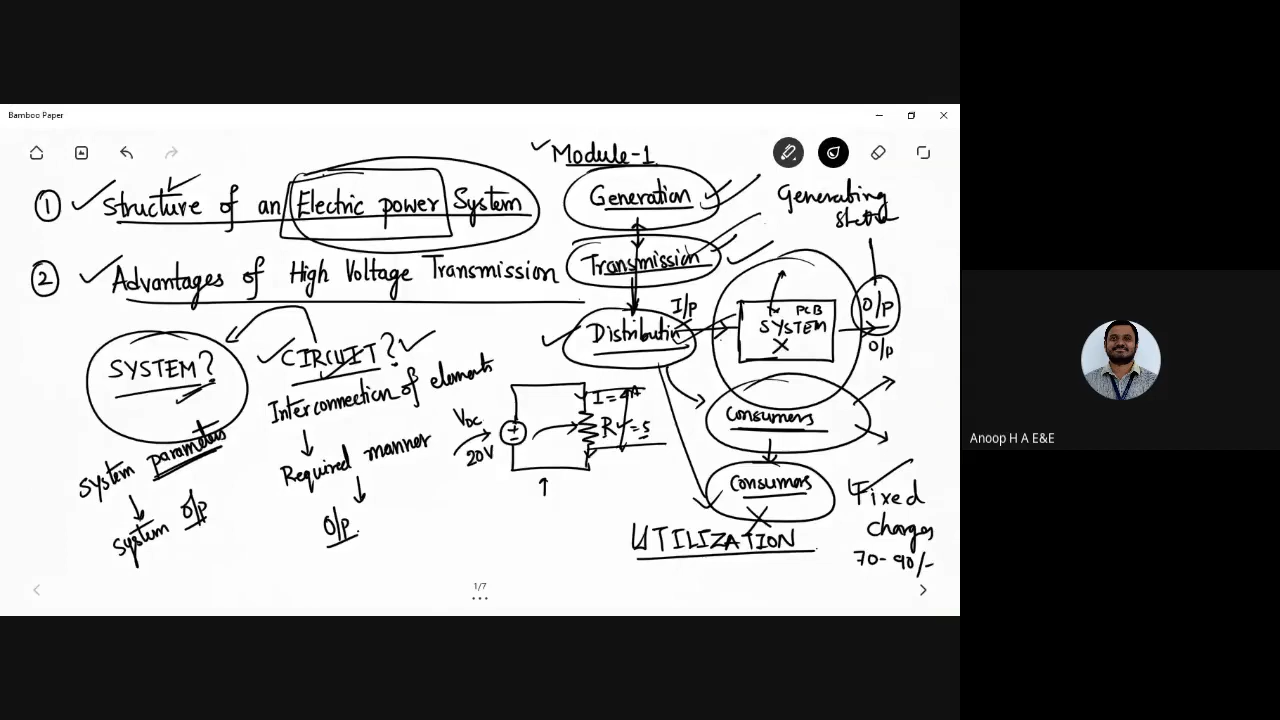 Bamboo Paper
Module-1
1 Structure of an Electric power System
2 Advantages of High Voltage Transmission
Generation
Transmission
Distribution
Generating
I/p
PCB
SYSTEM
X
O/p
O/p
SYSTEM?
System parameters
System O/p
CIRCUIT?
Interconnection of elements
Required manner
O/p.
VDC
20V
I = 4A
R = 5
Consumers
Consumers
X
UTILIZATION
Fixed
charges
70-90/-
1/7
Anoop H A E&E